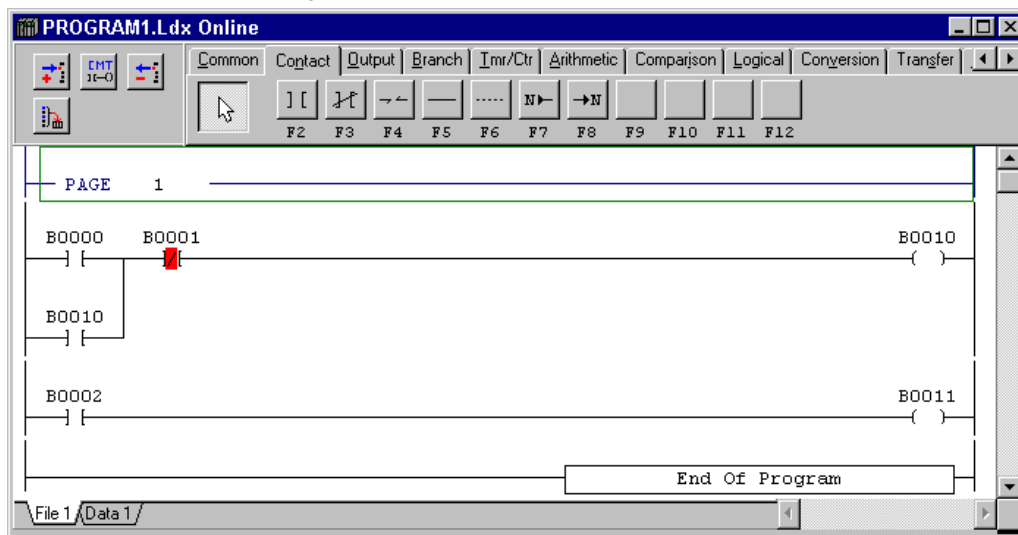 PROGRAM1.Ldx Online
CMT
Common Contact Output Branch Tmr/Ctr Arithmetic Comparison Logical Conversion Transfer
N N
F2 F3 F4 F5 F6 F7 F8 F9 F10 F11 F12
PAGE 1
B0000 B0001 B0010
B0010
B0002 B0011
End Of Program
File 1 Data 1